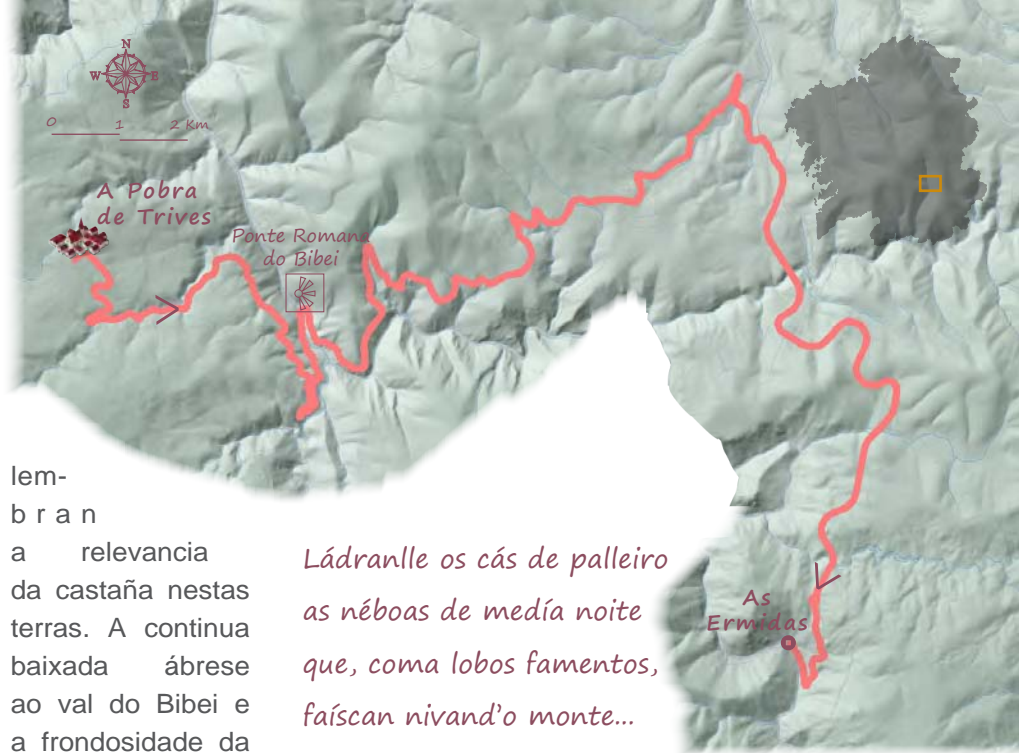 N
W E
S
0 1 2 Km
A Pobra
de Trives
Ponte Romana
do Bibei
As
Ermidas
lem-
bran
a relevancia
da castaña nestas
terras. A continua
baixada ábrese
ao val do Bibei e
a frondosidade da
Ládranlle os cás de palleiro
as néboas de medía noite
que, coma lobos famentos,
faíscan nivand'o monte...